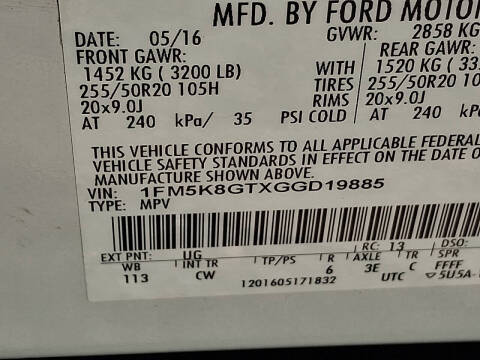 MFD. BY FORD MOTOR
DATE: 05/16 GVWR: 2858 KG
FRONT GAWR: REAR GAWR:
1452 KG ( 3200 LB) WITH 1520 KG ( 33
255/50R20 105H TIRES 255/50R20
20x9.0J RIMS 20x9.0J
AT 240 kPa/ 35 PSI COLD AT 240
THIS VEHICLE CONFORMS TO ALL APPLICABLE FEDERAL
VEHICLE SAFETY STANDARDS IN EFFECT ON THE DATE
MANUFACTURE SHOWN ABOVE.
VIN: 1FM5K8GTXGGD19885
TYPE: MPV
EXT PNT: UG RC: 13 DSO:
WB INT TR TP/PS R AXLE TR SPR
113 CW 6 3E C FFFF
1201605171832 UTC ▽5U5A-